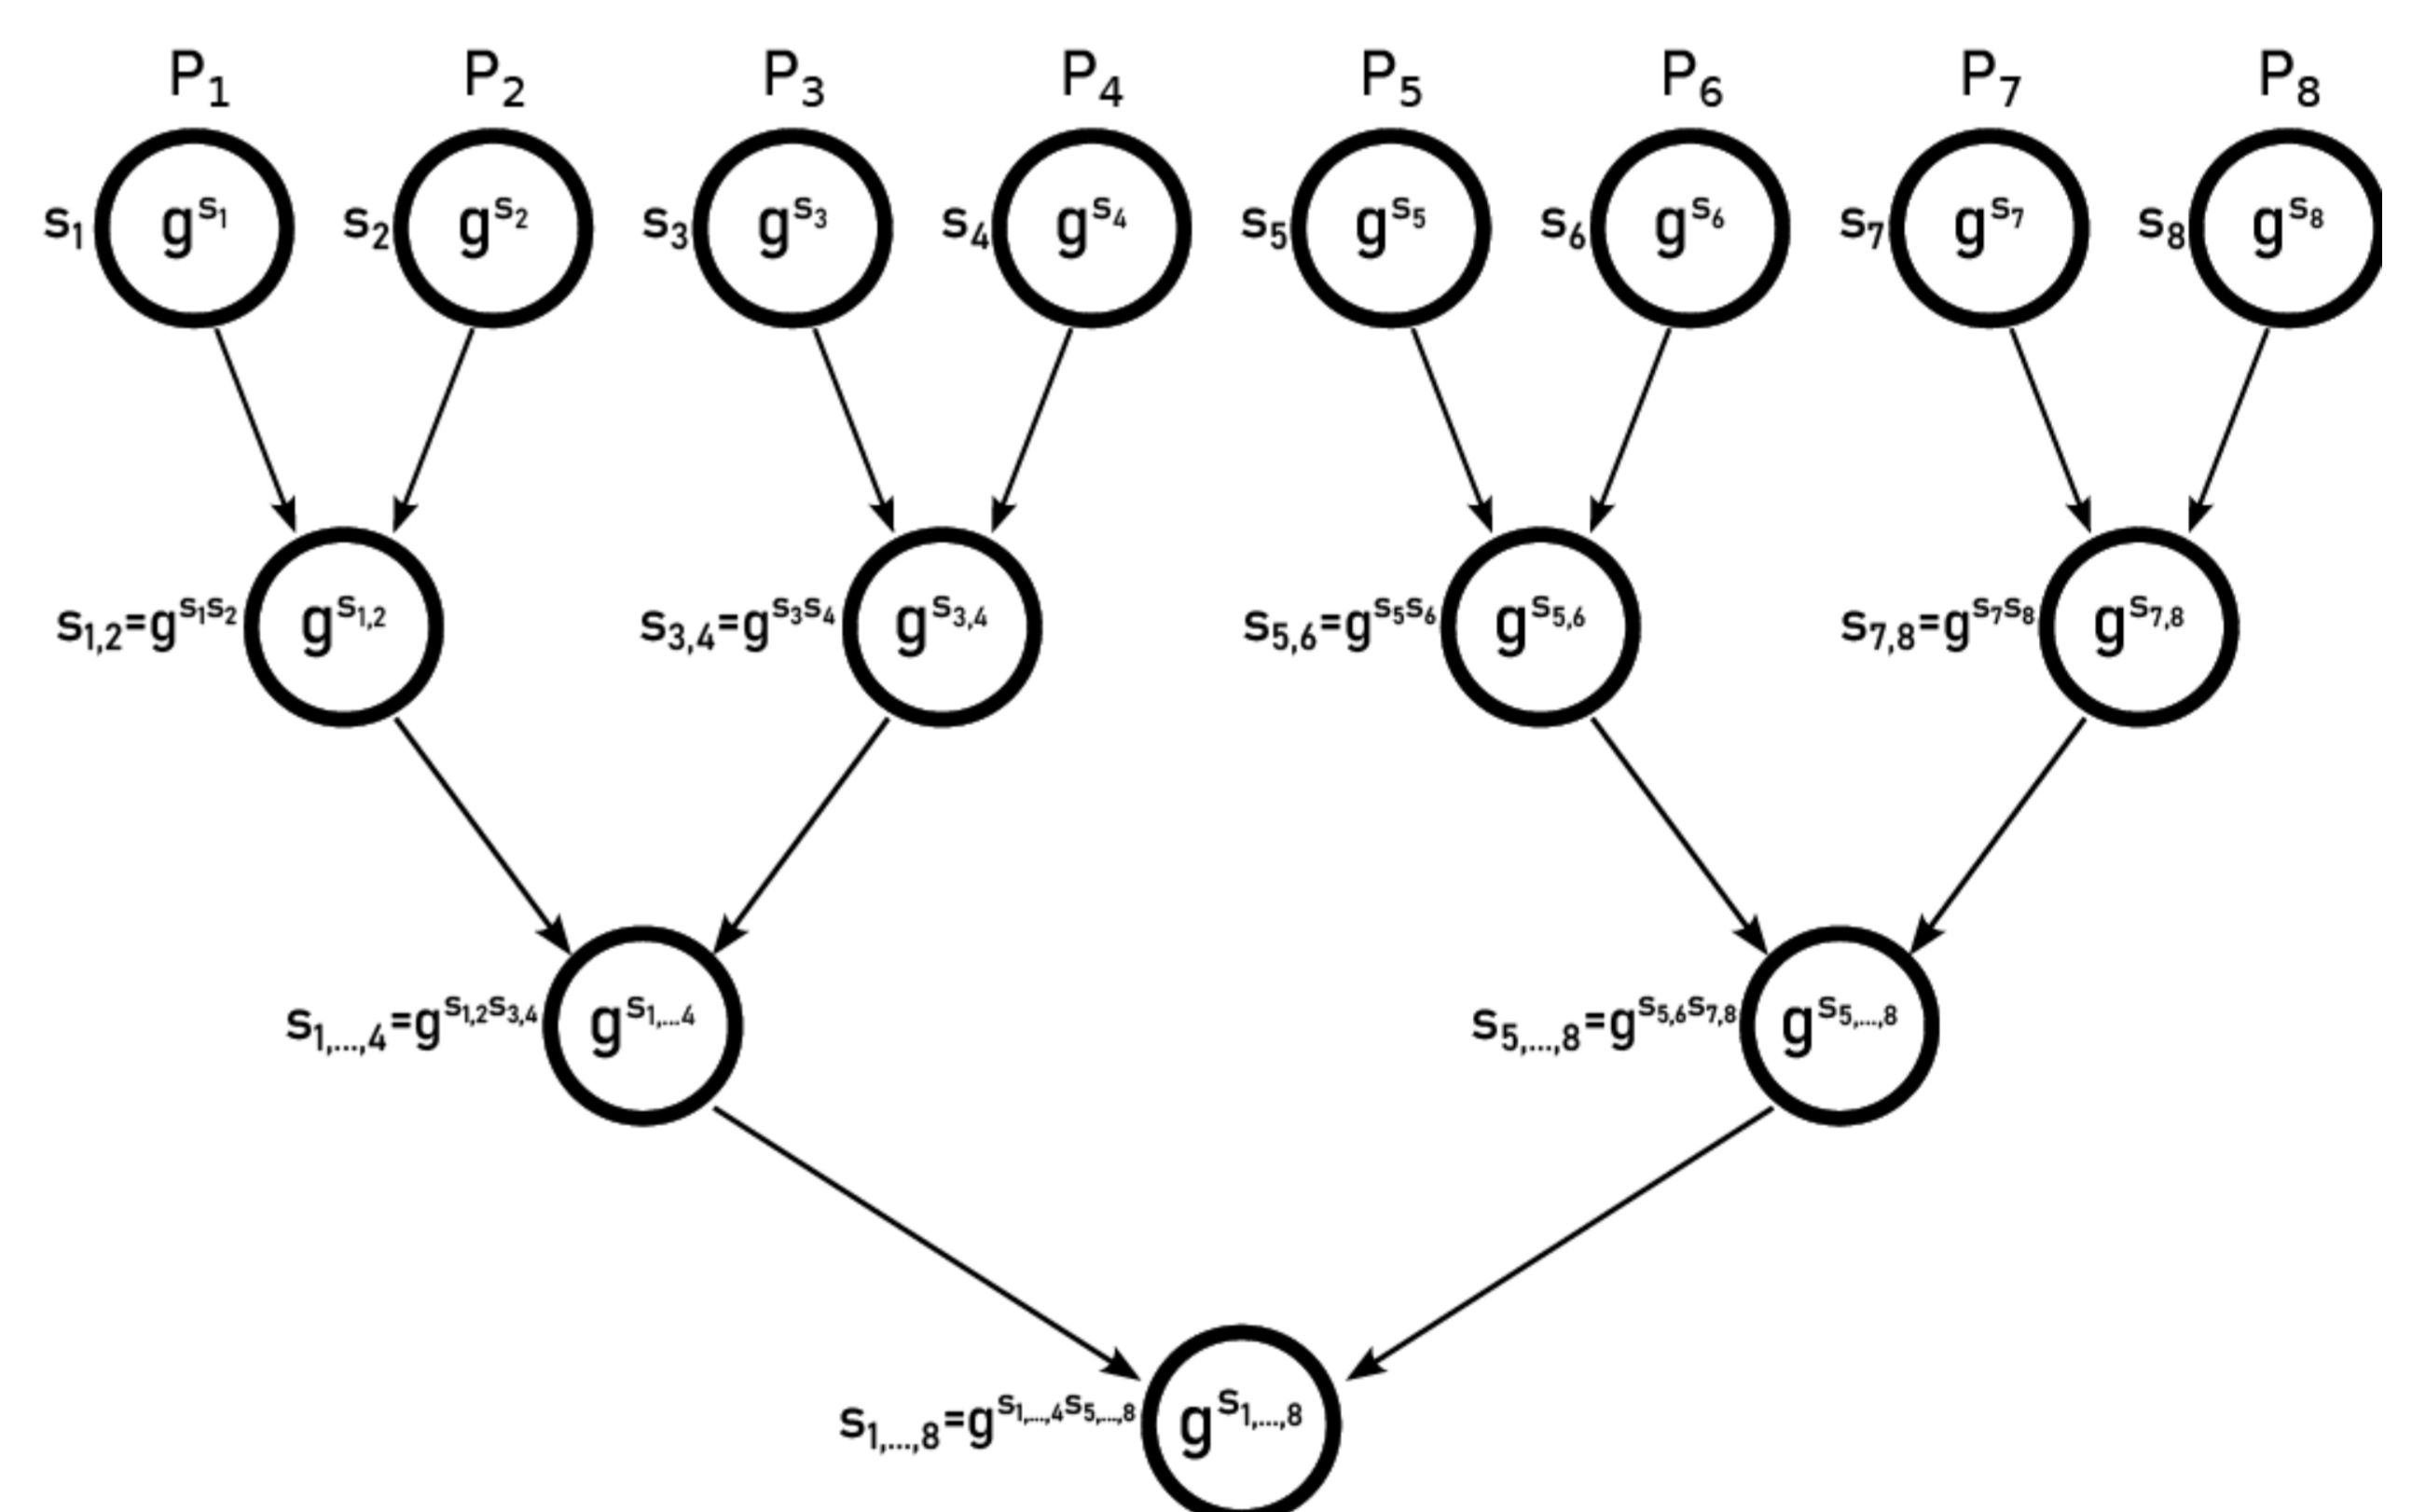 P₁ P₂ P₃ P₄ P₅ P₆ P₇ P₈
s₁ g^s₁ s₂ g^s₂ s₃ g^s₃ s₄ g^s₄ s₅ g^s₅ s₆ g^s₆ s₇ g^s₇ s₈ g^s₈
s₁,₂=g^s₁s₂ g^s₁,₂ s₃,₄=g^s₃s₄ g^s₃,₄ s₅,₆=g^s₅s₆ g^s₅,₆ s₇,₈=g^s₇s₈ g^s₇,₈
s₁,...,₄=g^s₁,₂s₃,₄ g^s₁,...₄ s₅,...,₈=g^s₅,₆s₇,₈ g^s₅,...,₈
s₁,...,₈=g^s₁,...,₄s₅,...,₈ g^s₁,...,₈